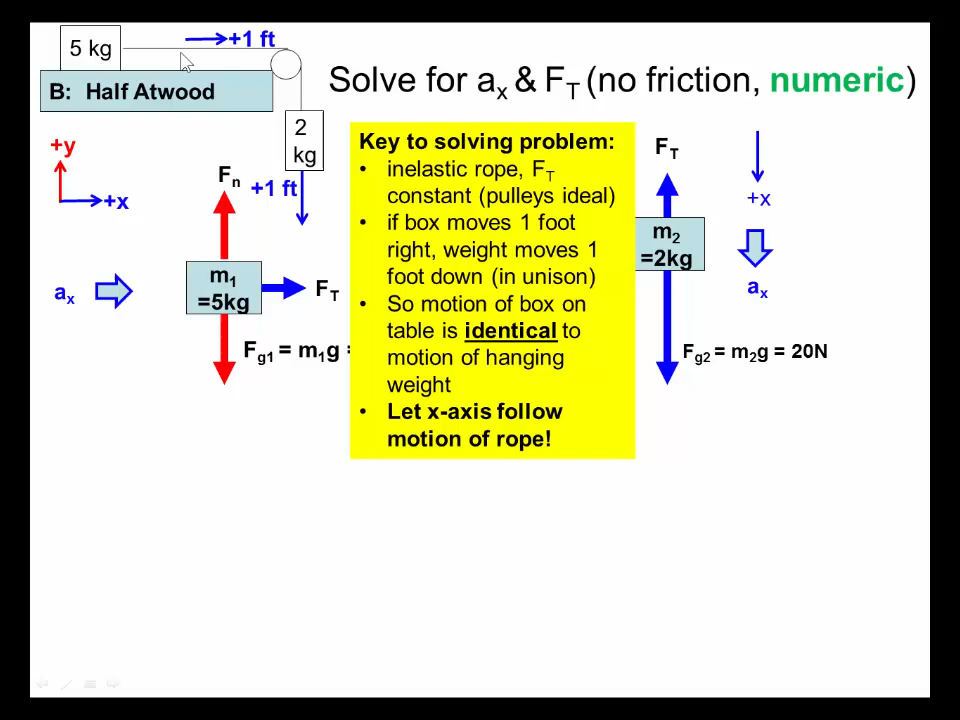 5 kg
+1 ft
B: Half Atwood
Solve for ax & FT (no friction, numeric)
2
kg
+1 ft
+y
+x
Fn
ax
m1
=5kg
FT
Fg1 = m1g =
Key to solving problem:
• inelastic rope, FT
constant (pulleys ideal)
• if box moves 1 foot
right, weight moves 1
foot down (in unison)
• So motion of box on
table is identical to
motion of hanging
weight
• Let x-axis follow
motion of rope!
FT
m2
=2kg
+x
ax
Fg2 = m2g = 20N